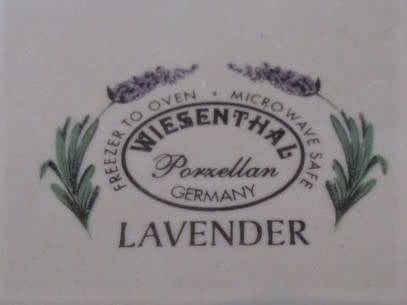 FREEZER TO OVEN · MICROWAVE SAFE
WIESENTHAL
Porzellan
GERMANY
LAVENDER